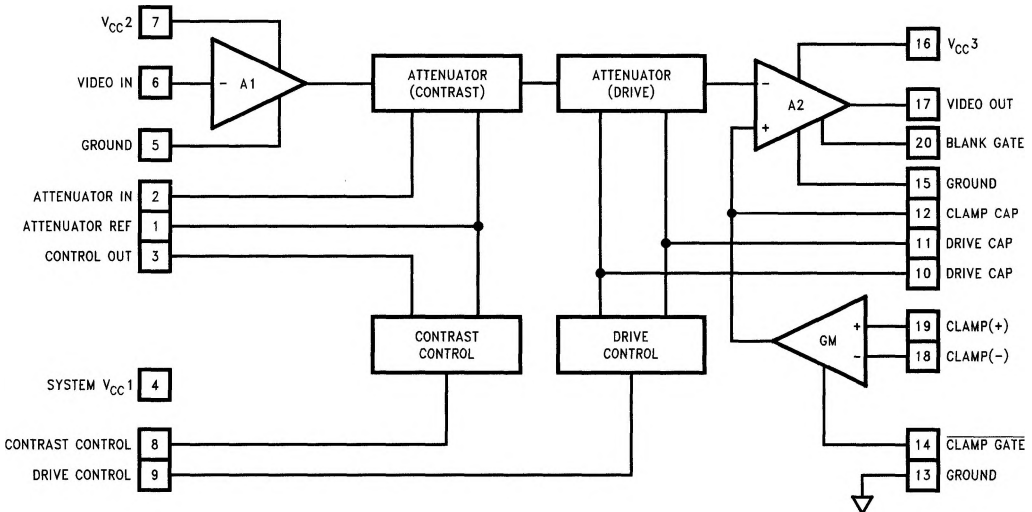 V_CC2 7
VIDEO IN 6
GROUND 5
ATTENUATOR IN 2
ATTENUATOR REF 1
CONTROL OUT 3
SYSTEM V_CC1 4
CONTRAST CONTROL 8
DRIVE CONTROL 9
- A1
ATTENUATOR
(CONTRAST)
ATTENUATOR
(DRIVE)
CONTRAST
CONTROL
DRIVE
CONTROL
-
A2
+
GM
+
-
16 V_CC3
17 VIDEO OUT
20 BLANK GATE
15 GROUND
12 CLAMP CAP
11 DRIVE CAP
10 DRIVE CAP
19 CLAMP(+)
18 CLAMP(-)
14 CLAMP GATE
13 GROUND